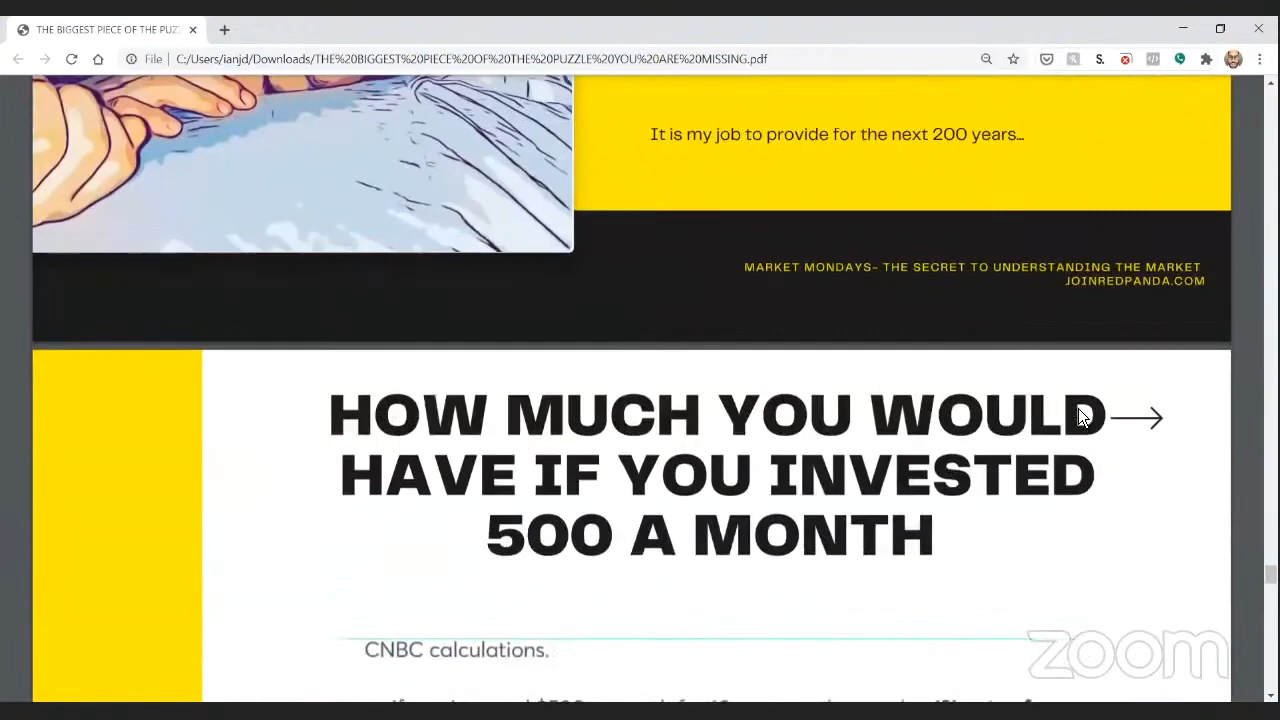 THE BIGGEST PIECE OF THE PUZ
File | C:/Users/ianjd/Downloads/THE%20BIGGEST%20PIECE%20OF%20THE%20PUZZLE%20YOU%20ARE%20MISSING.pdf
It is my job to provide for the next 200 years...
MARKET MONDAYS- THE SECRET TO UNDERSTANDING THE MARKET
JOINREDPANDA.COM
HOW MUCH YOU WOULD
HAVE IF YOU INVESTED
500 A MONTH
CNBC calculations.
zoom